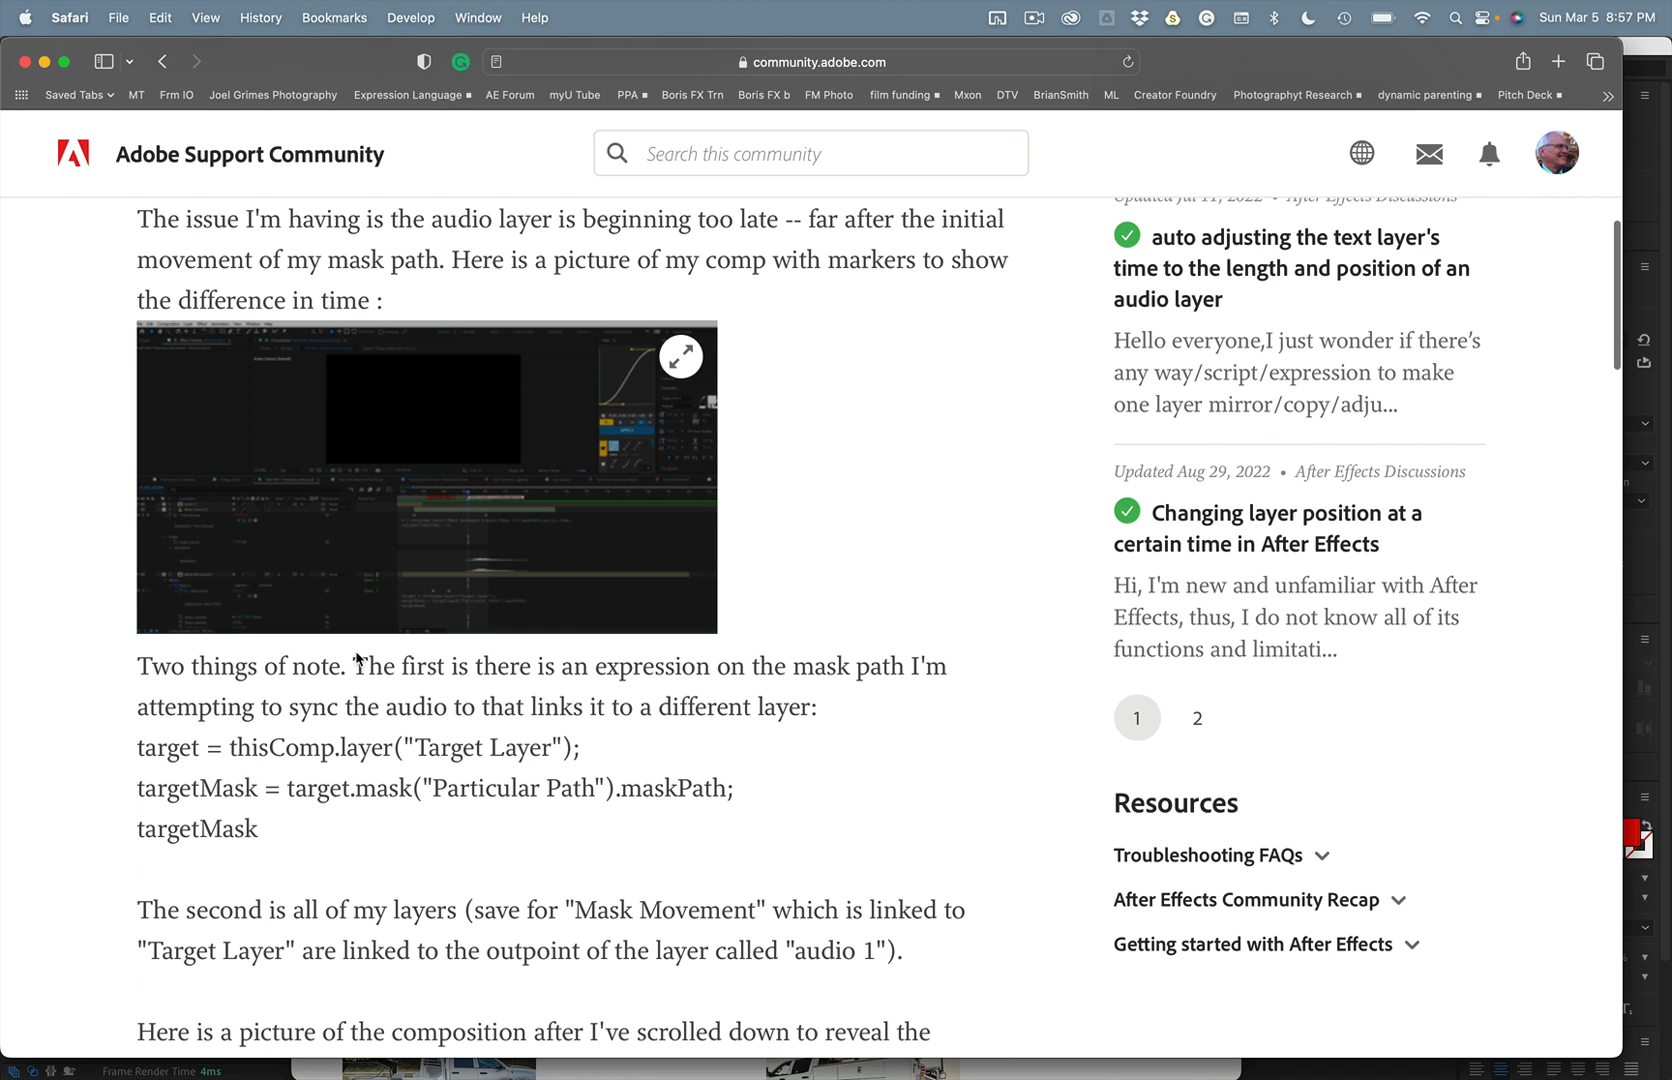 Safari File Edit View History Bookmarks Develop Window Help Sun Mar 5 8:57 PM
community.adobe.com
Saved Tabs MT Frm IO Joel Grimes Photography Expression Language AE Forum myU Tube PPA Boris FX Trn Boris FX b FM Photo film funding Mxon DTV BrianSmith ML Creator Foundry Photographyt Research dynamic parenting Pitch Deck
Adobe Support Community
Search this community
The issue I'm having is the audio layer is beginning too late -- far after the initial
movement of my mask path. Here is a picture of my comp with markers to show
the difference in time :
Two things of note. The first is there is an expression on the mask path I'm
attempting to sync the audio to that links it to a different layer:
target = thisComp.layer("Target Layer");
targetMask = target.mask("Particular Path").maskPath;
targetMask
The second is all of my layers (save for "Mask Movement" which is linked to
"Target Layer" are linked to the outpoint of the layer called "audio 1").
Here is a picture of the composition after I've scrolled down to reveal the
Updated Jul 11, 2022 • After Effects Discussions
auto adjusting the text layer's
time to the length and position of an
audio layer
Hello everyone,I just wonder if there's
any way/script/expression to make
one layer mirror/copy/adju...
Updated Aug 29, 2022 • After Effects Discussions
Changing layer position at a
certain time in After Effects
Hi, I'm new and unfamiliar with After
Effects, thus, I do not know all of its
functions and limitati...
1 2
Resources
Troubleshooting FAQs
After Effects Community Recap
Getting started with After Effects
Frame Render Time 4ms